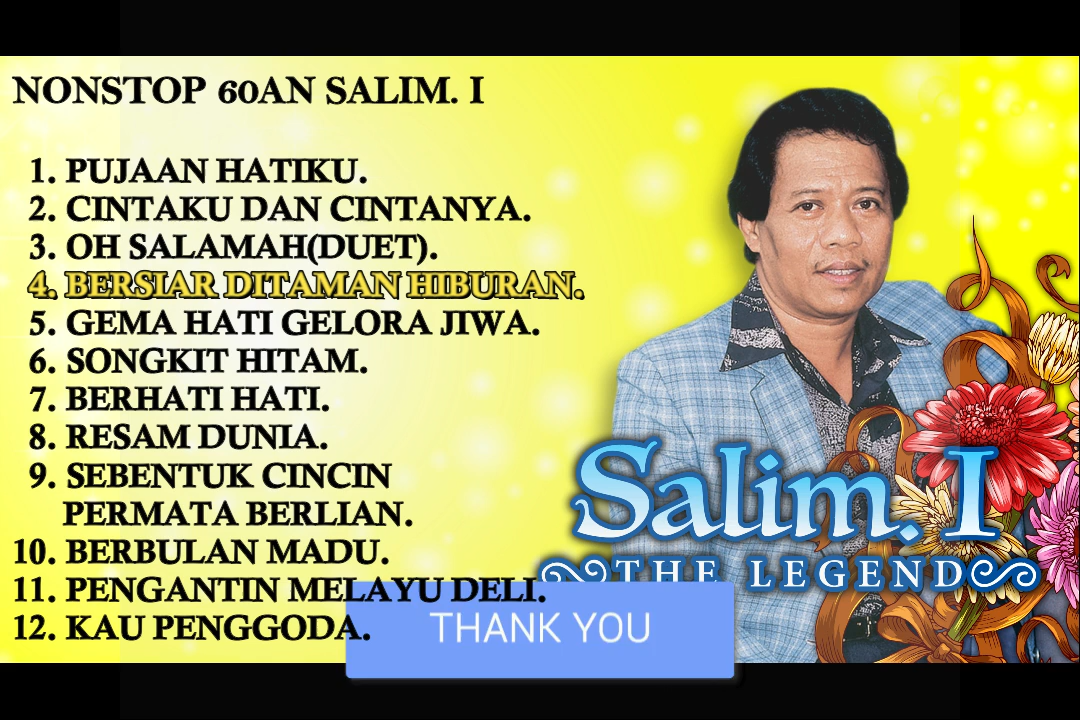 NONSTOP 60AN SALIM. I
1. PUJAAN HATIKU.
2. CINTAKU DAN CINTANYA.
3. OH SALAMAH(DUET).
4. BERSIAR DITAMAN HIBURAN.
5. GEMA HATI GELORA JIWA.
6. SONGKIT HITAM.
7. BERHATI HATI.
8. RESAM DUNIA.
9. SEBENTUK CINCIN
PERMATA BERLIAN.
10. BERBULAN MADU.
11. PENGANTIN MELAYU DELI.
12. KAU PENGGODA.
Salim. I
THE LEGEND
THANK YOU